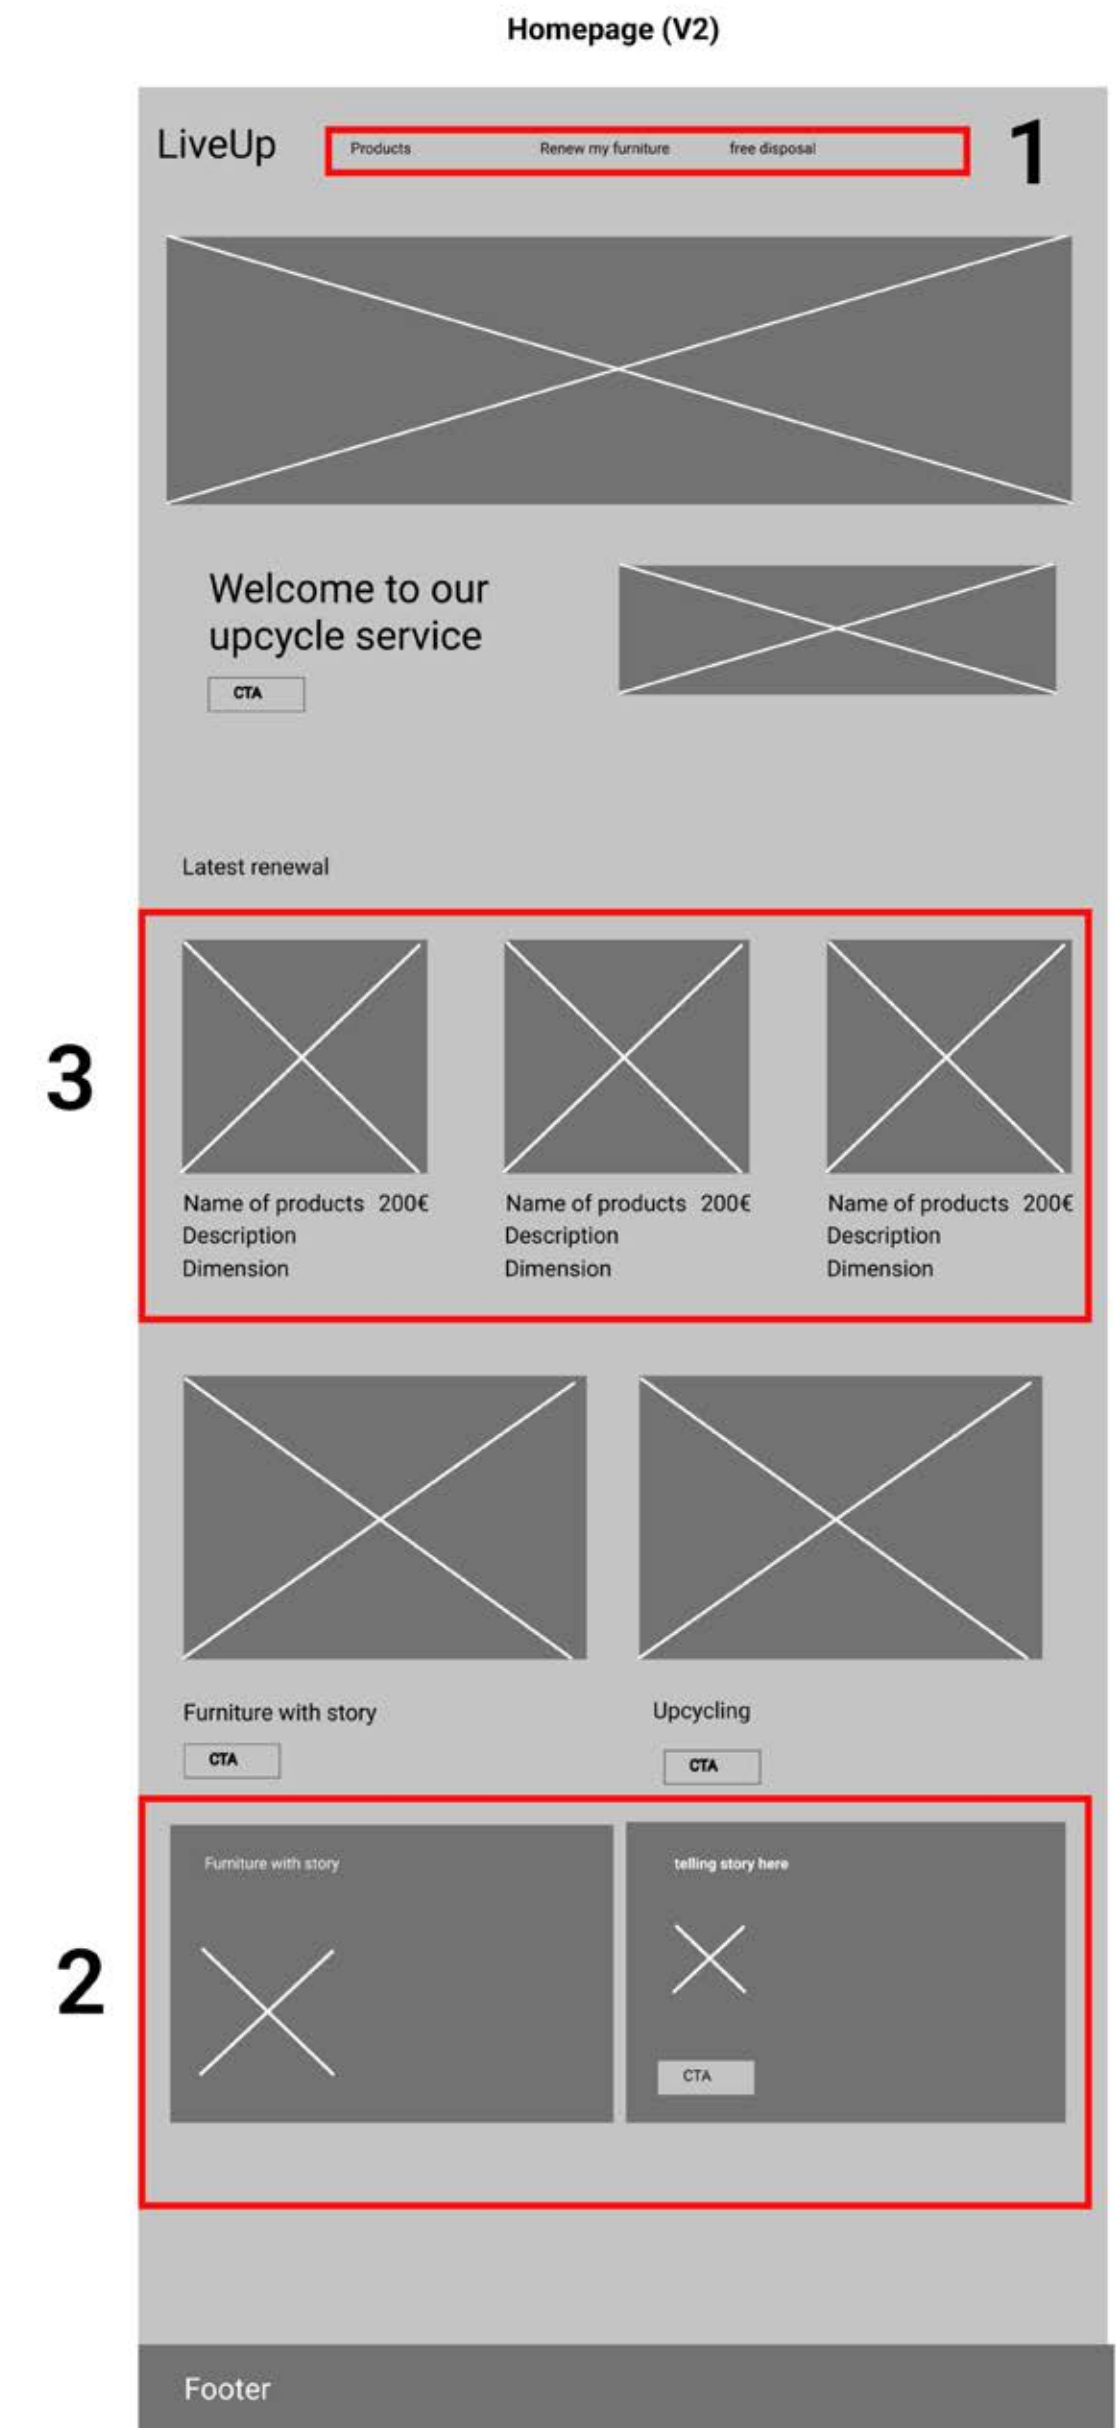 Homepage (V2)
LiveUp
Products
Renew my furniture
free disposal
1
Welcome to our
upcycle service
CTA
Latest renewal
3
Name of products 200€
Description
Dimension
Name of products 200€
Description
Dimension
Name of products 200€
Description
Dimension
Furniture with story
CTA
Upcycling
CTA
2
Furniture with story
telling story here
CTA
Footer